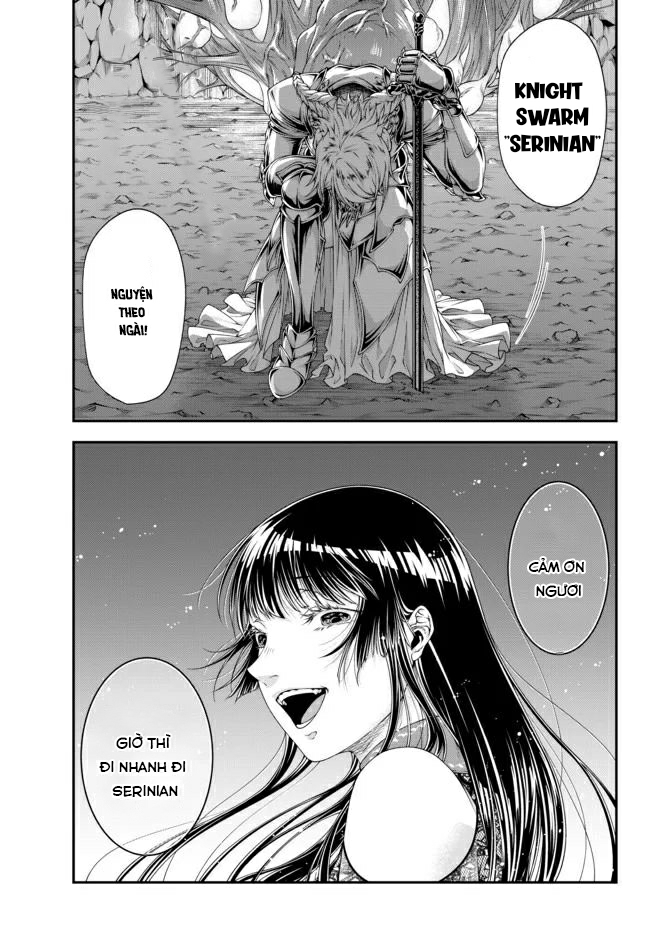 KNIGHT
SWARM
"SERINIAN"
NGUYỆN
THEO
NGÀI!
CẢM ƠN
NGƯƠI
GIỜ THÌ
ĐI NHANH ĐI
SERINIAN